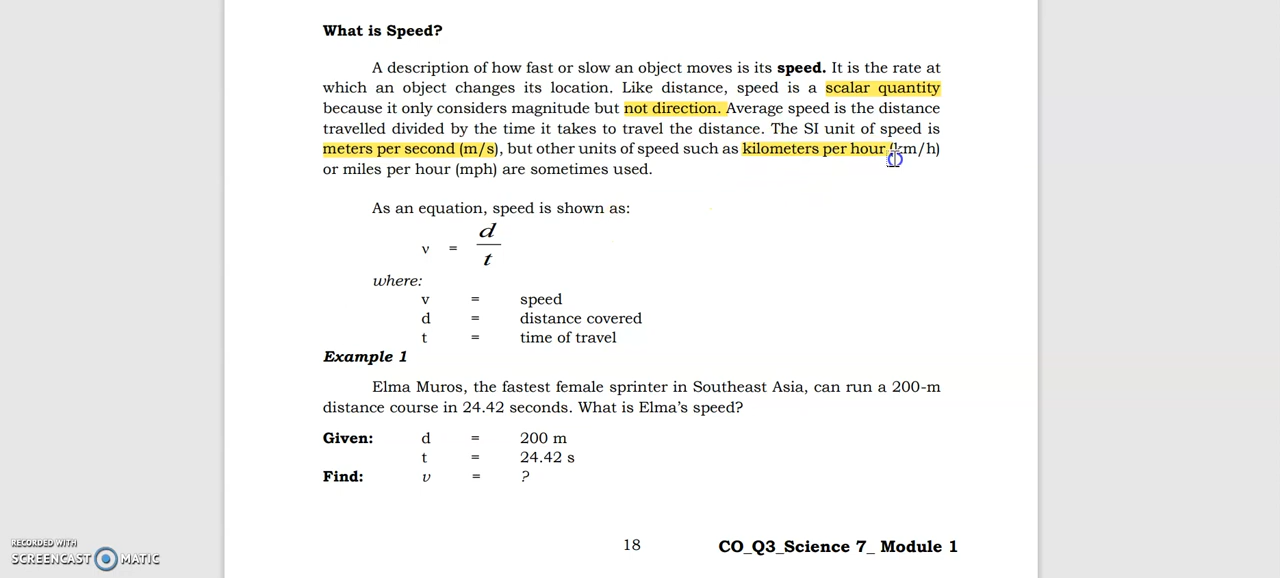 What is Speed?
A description of how fast or slow an object moves is its speed. It is the rate at
which an object changes its location. Like distance, speed is a scalar quantity
because it only considers magnitude but not direction. Average speed is the distance
travelled divided by the time it takes to travel the distance. The SI unit of speed is
meters per second (m/s), but other units of speed such as kilometers per hour (km/h)
or miles per hour (mph) are sometimes used.
As an equation, speed is shown as:
v = d/t
where:
v = speed
d = distance covered
t = time of travel
Example 1
Elma Muros, the fastest female sprinter in Southeast Asia, can run a 200-m
distance course in 24.42 seconds. What is Elma’s speed?
Given: d = 200 m
t = 24.42 s
Find: v = ?
18 CO_Q3_Science 7_ Module 1
RECORDED WITH
SCREENCAST MATIC